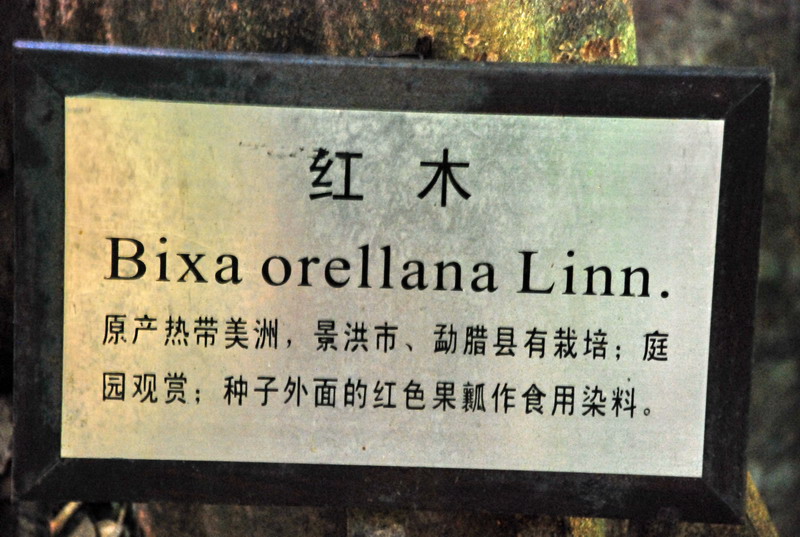 红 木
Bixa orellana Linn.
原产热带美洲，景洪市、勐腊县有栽培；庭
园观赏；种子外面的红色果瓤作食用染料。